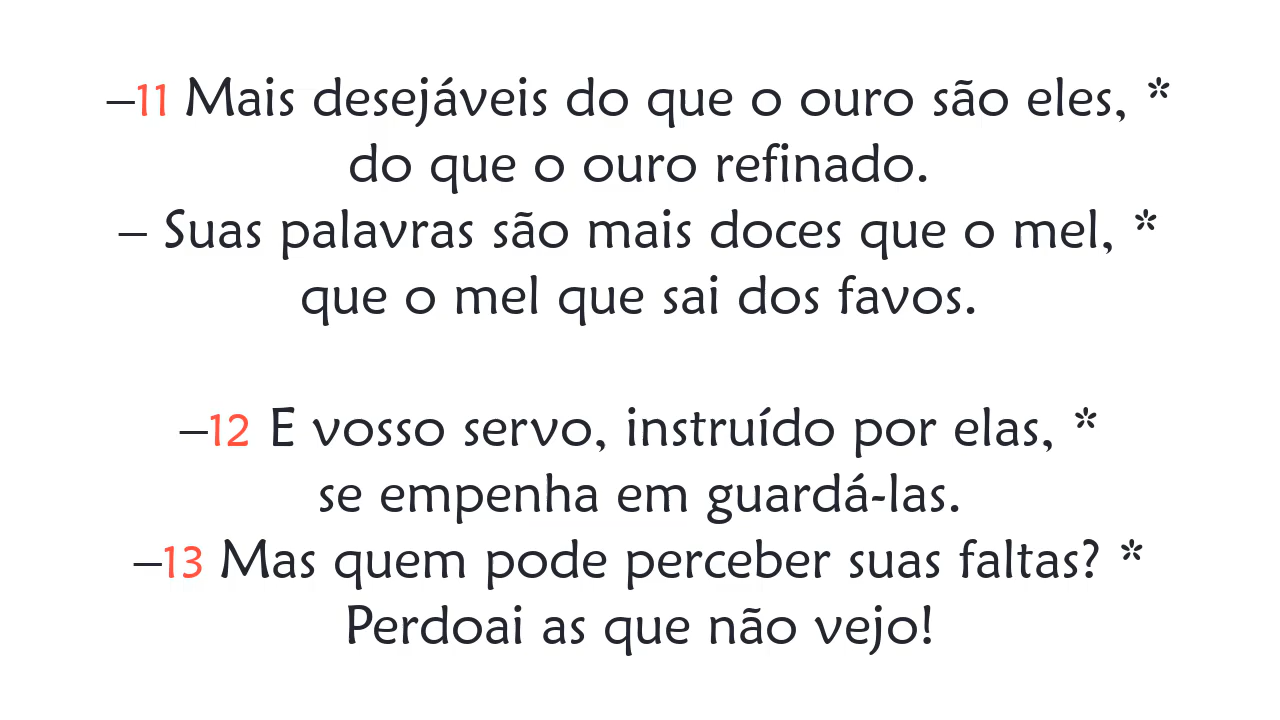 –11 Mais desejáveis do que o ouro são eles, *
do que o ouro refinado.
– Suas palavras são mais doces que o mel, *
que o mel que sai dos favos.
–12 E vosso servo, instruído por elas, *
se empenha em guardá-las.
–13 Mas quem pode perceber suas faltas? *
Perdoai as que não vejo!